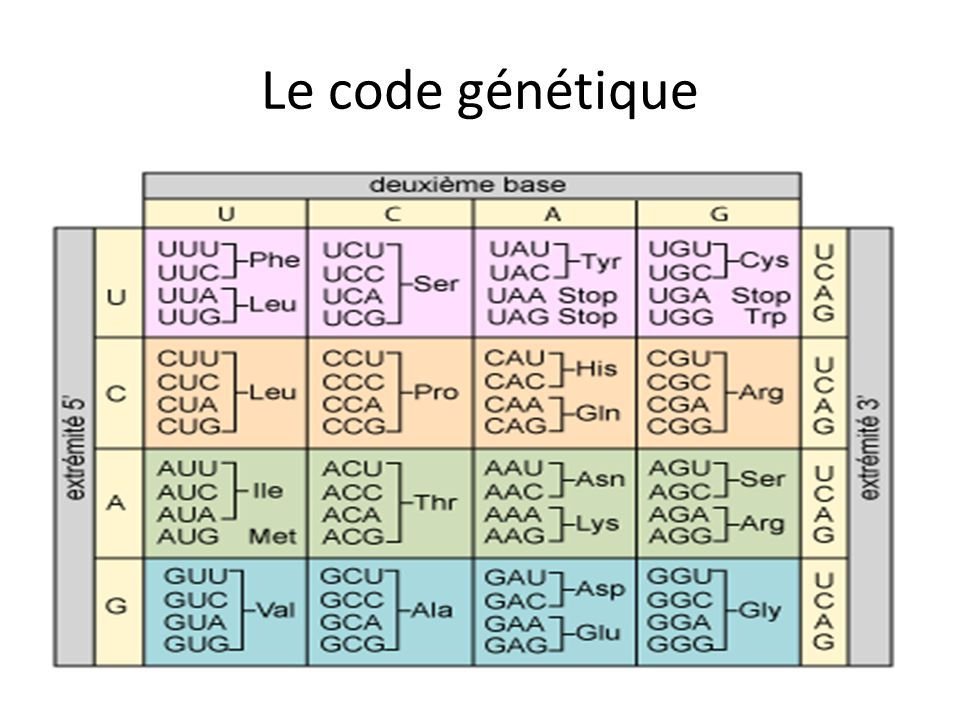 Le code génétique
deuxième base
U C A G
extrémité 5'
extrémité 3'
U
UUU UUC Phe
UUA UUG Leu
UCU UCC UCA UCG Ser
UAU UAC Tyr
UAA Stop
UAG Stop
UGU UGC Cys
UGA Stop
UGG Trp
U C A G
C
CUU CUC CUA CUG Leu
CCU CCC CCA CCG Pro
CAU CAC His
CAA CAG Gln
CGU CGC CGA CGG Arg
U C A G
A
AUU AUC AUA Ile
AUG Met
ACU ACC ACA ACG Thr
AAU AAC Asn
AAA AAG Lys
AGU AGC Ser
AGA AGG Arg
U C A G
G
GUU GUC GUA GUG Val
GCU GCC GCA GCG Ala
GAU GAC Asp
GAA GAG Glu
GGU GGC GGA GGG Gly
U C A G